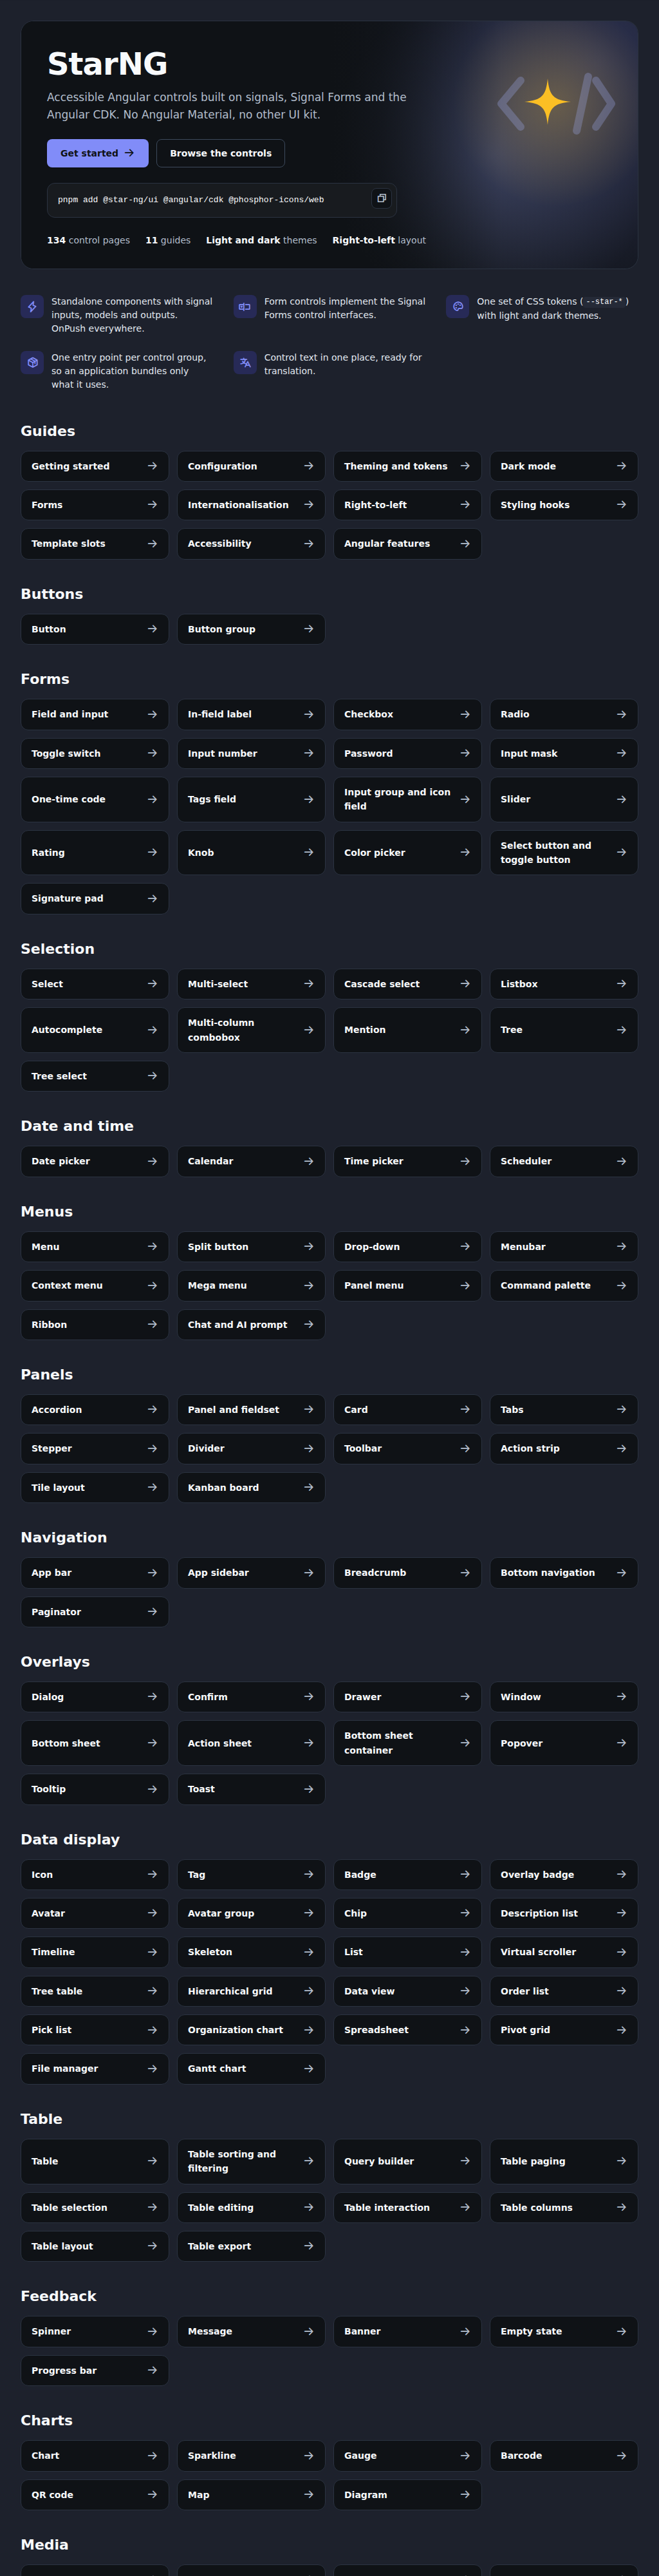 StarNG
Accessible Angular controls built on signals, Signal Forms and the
Angular CDK. No Angular Material, no other UI kit.
Get started
Browse the controls
pnpm add @star-ng/ui @angular/cdk @phosphor-icons/web
134 control pages 11 guides Light and dark themes Right-to-left layout
Standalone components with signal
inputs, models and outputs.
OnPush everywhere.
Form controls implement the Signal
Forms control interfaces.
One set of CSS tokens ( --star-* )
with light and dark themes.
One entry point per control group,
so an application bundles only
what it uses.
Control text in one place, ready for
translation.
Guides
Getting started
Configuration
Theming and tokens
Dark mode
Forms
Internationalisation
Right-to-left
Styling hooks
Template slots
Accessibility
Angular features
Buttons
Button
Button group
Forms
Field and input
In-field label
Checkbox
Radio
Toggle switch
Input number
Password
Input mask
One-time code
Tags field
Input group and icon
field
Slider
Rating
Knob
Color picker
Select button and
toggle button
Signature pad
Selection
Select
Multi-select
Cascade select
Listbox
Autocomplete
Multi-column
combobox
Mention
Tree
Tree select
Date and time
Date picker
Calendar
Time picker
Scheduler
Menus
Menu
Split button
Drop-down
Menubar
Context menu
Mega menu
Panel menu
Command palette
Ribbon
Chat and AI prompt
Panels
Accordion
Panel and fieldset
Card
Tabs
Stepper
Divider
Toolbar
Action strip
Tile layout
Kanban board
Navigation
App bar
App sidebar
Breadcrumb
Bottom navigation
Paginator
Overlays
Dialog
Confirm
Drawer
Window
Bottom sheet
Action sheet
Bottom sheet
container
Popover
Tooltip
Toast
Data display
Icon
Tag
Badge
Overlay badge
Avatar
Avatar group
Chip
Description list
Timeline
Skeleton
List
Virtual scroller
Tree table
Hierarchical grid
Data view
Order list
Pick list
Organization chart
Spreadsheet
Pivot grid
File manager
Gantt chart
Table
Table
Table sorting and
filtering
Query builder
Table paging
Table selection
Table editing
Table interaction
Table columns
Table layout
Table export
Feedback
Spinner
Message
Banner
Empty state
Progress bar
Charts
Chart
Sparkline
Gauge
Barcode
QR code
Map
Diagram
Media